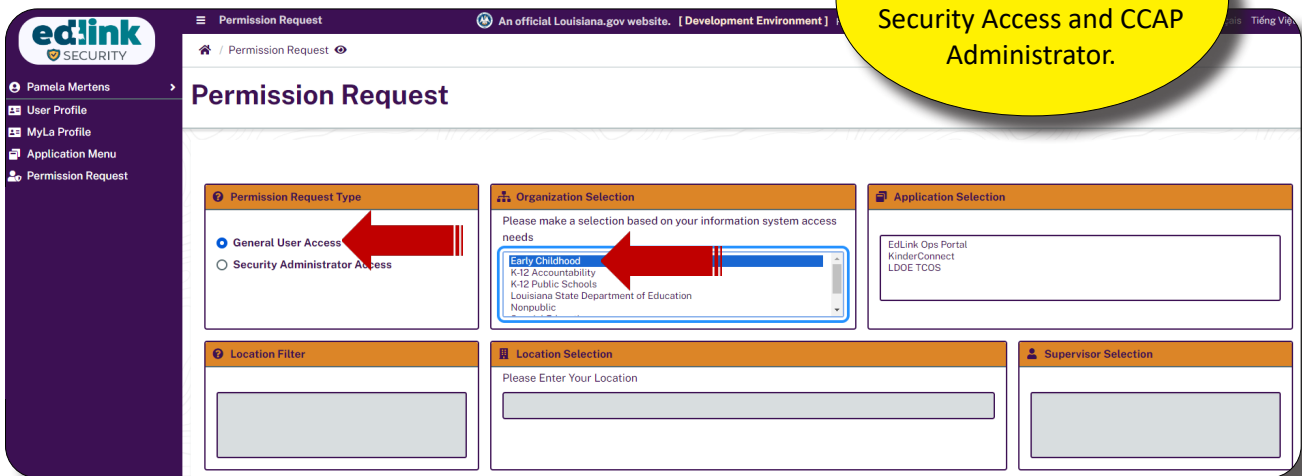 ed:link
SECURITY
Pamela Mertens
User Profile
MyLa Profile
Application Menu
Permission Request
Permission Request
An official Louisiana.gov website. [Development Environment]
Tiếng Việt
Security Access and CCAP
Administrator.
/ Permission Request
Permission Request
Permission Request Type
General User Access
Security Administrator Access
Organization Selection
Please make a selection based on your information system access
needs
Early Childhood
K-12 Accountability
K-12 Public Schools
Louisiana State Department of Education
Nonpublic
Application Selection
EdLink Ops Portal
KinderConnect
LDOE TCOS
Location Filter
Location Selection
Please Enter Your Location
Supervisor Selection